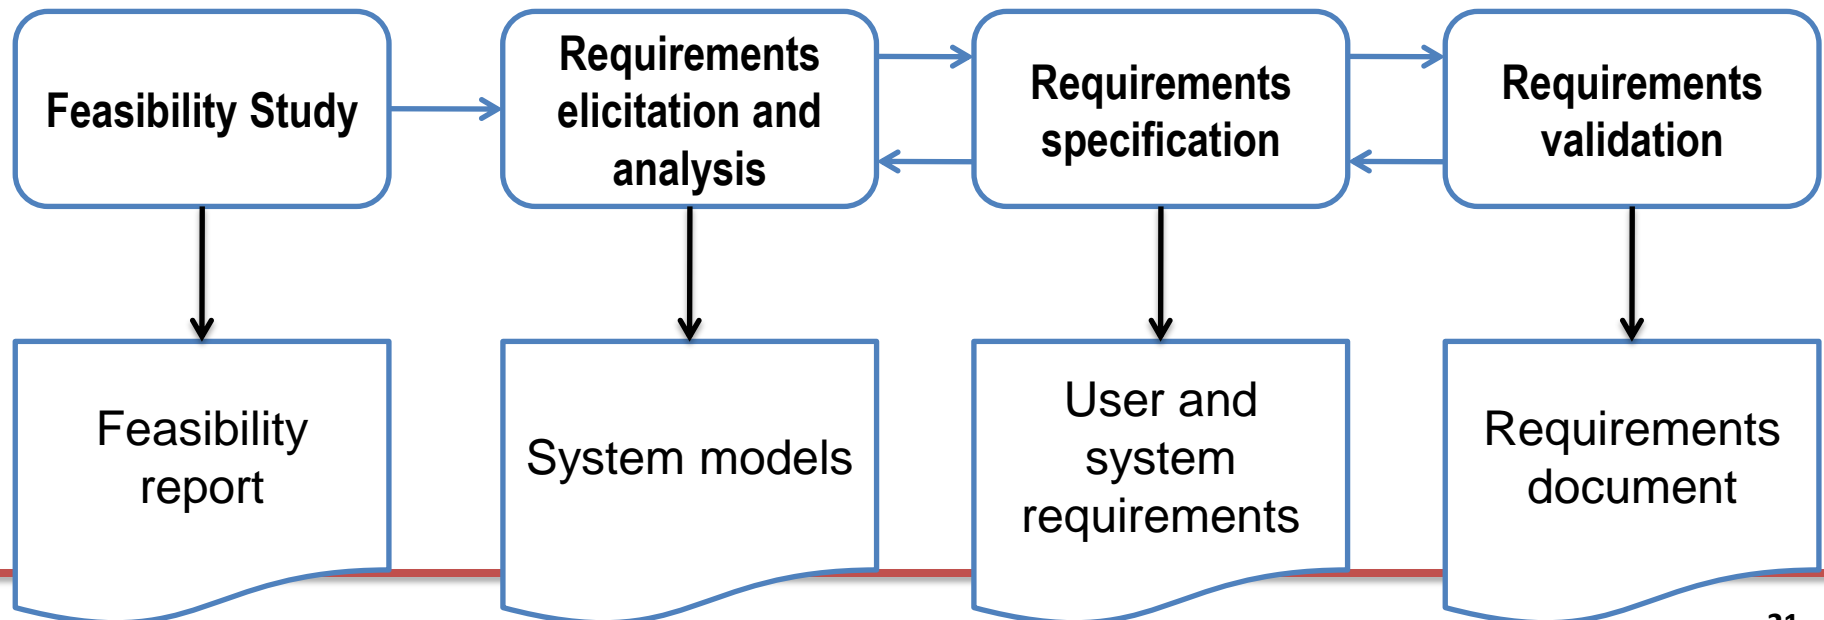 Feasibility Study
Requirements
elicitation and
analysis
Requirements
specification
Requirements
validation
Feasibility
report
System models
User and
system
requirements
Requirements
document